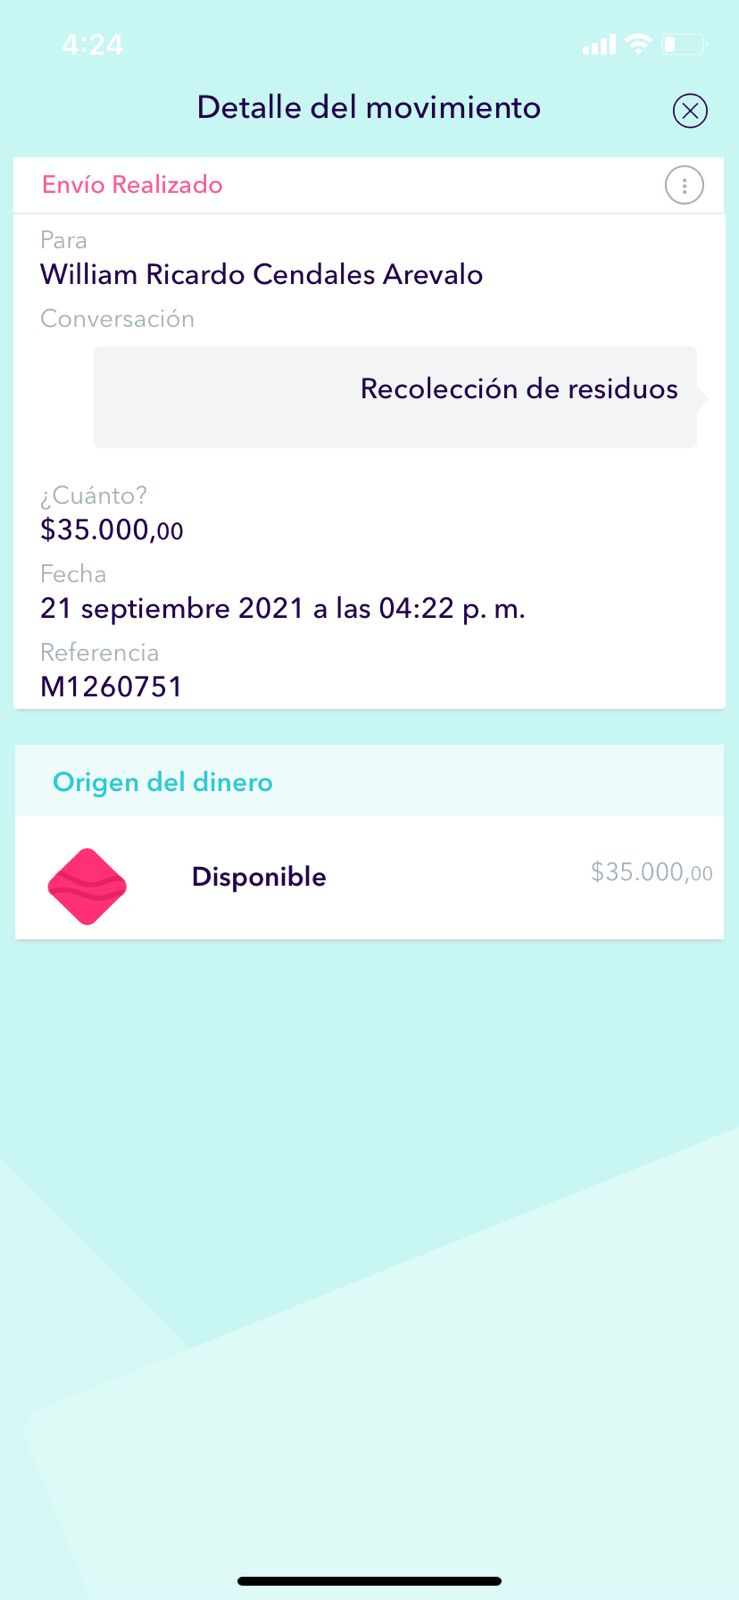 4:24
Detalle del movimiento
Envío Realizado
Para
William Ricardo Cendales Arevalo
Conversación
Recolección de residuos
¿Cuánto?
$35.000,00
Fecha
21 septiembre 2021 a las 04:22 p. m.
Referencia
M1260751
Origen del dinero
Disponible $35.000,00